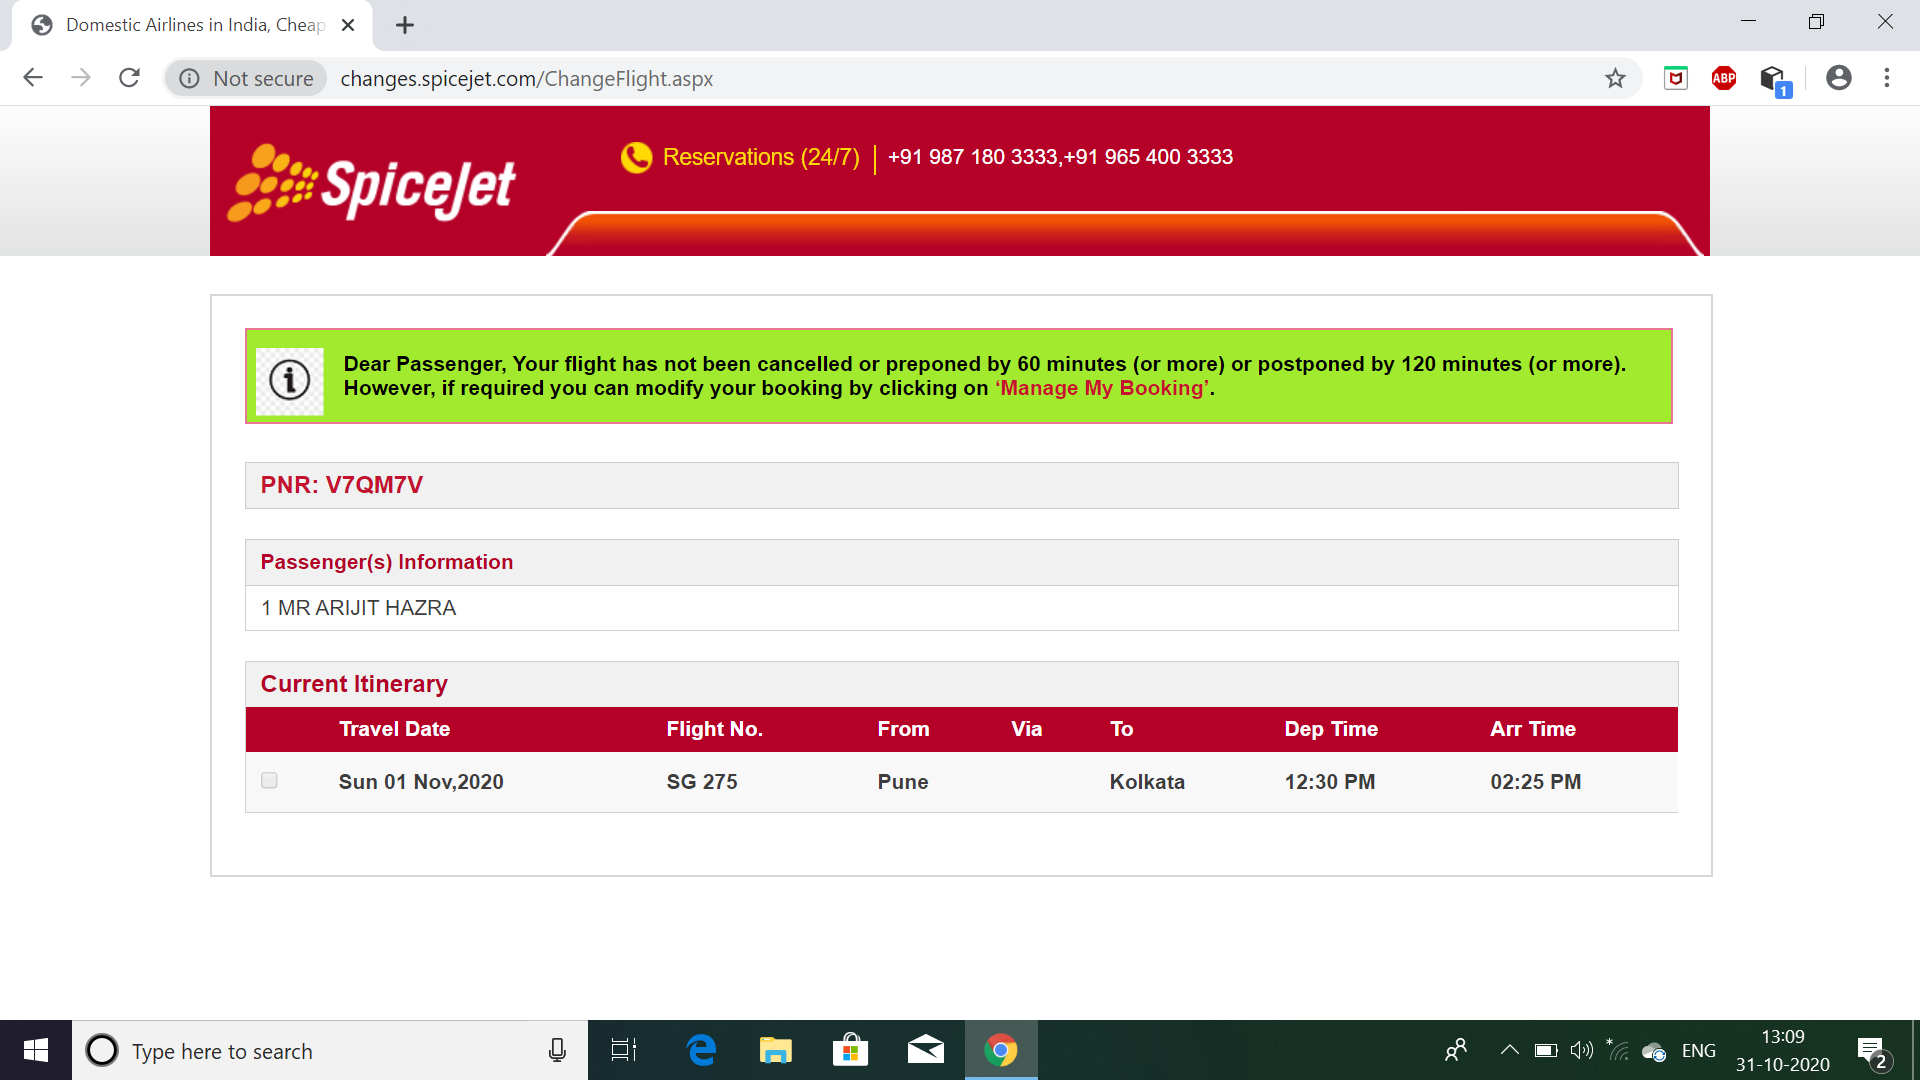 Domestic Airlines in India, Cheap
Not secure changes.spicejet.com/ChangeFlight.aspx
ABP
1
SpiceJet
Reservations (24/7) +91 987 180 3333,+91 965 400 3333
Dear Passenger, Your flight has not been cancelled or preponed by 60 minutes (or more) or postponed by 120 minutes (or more).
However, if required you can modify your booking by clicking on ‘Manage My Booking’.
PNR: V7QM7V
Passenger(s) Information
1 MR ARIJIT HAZRA
Current Itinerary
Travel Date Flight No. From Via To Dep Time Arr Time
Sun 01 Nov,2020 SG 275 Pune Kolkata 12:30 PM 02:25 PM
Type here to search
ENG
13:09
31-10-2020
2